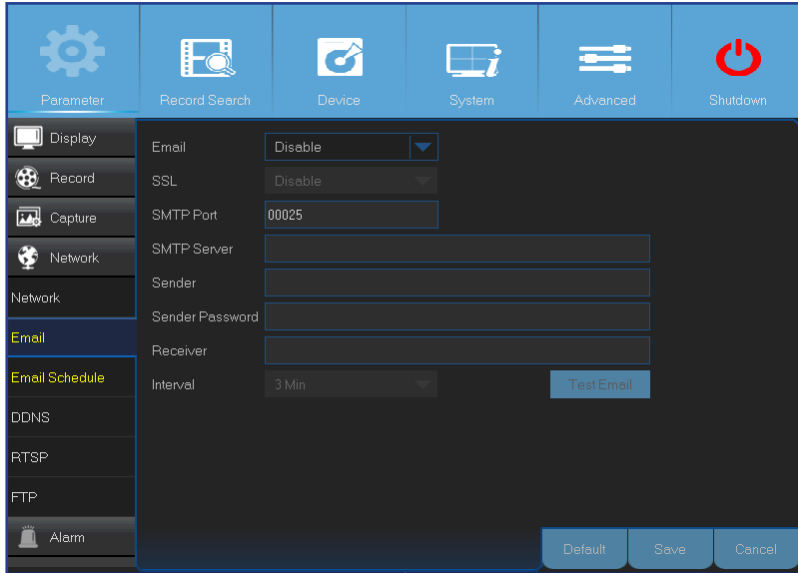 Parameter Record Search Device System Advanced Shutdown
Display
Record
Capture
Network
Network
Email
Email Schedule
DDNS
RTSP
FTP
Alarm
Email Disable
SSL Disable
SMTP Port 00025
SMTP Server
Sender
Sender Password
Receiver
Interval 3 Min Test Email
Default Save Cancel